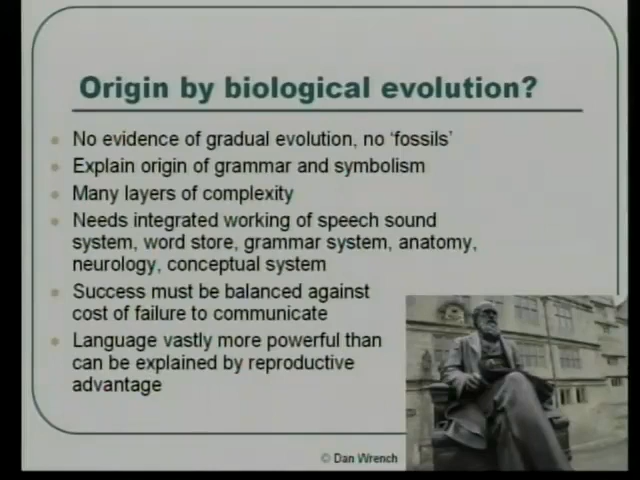 Origin by biological evolution?
No evidence of gradual evolution, no 'fossils'
Explain origin of grammar and symbolism
Many layers of complexity
Needs integrated working of speech sound
system, word store, grammar system, anatomy,
neurology, conceptual system
Success must be balanced against
cost of failure to communicate
Language vastly more powerful than
can be explained by reproductive
advantage
© Dan Wrench